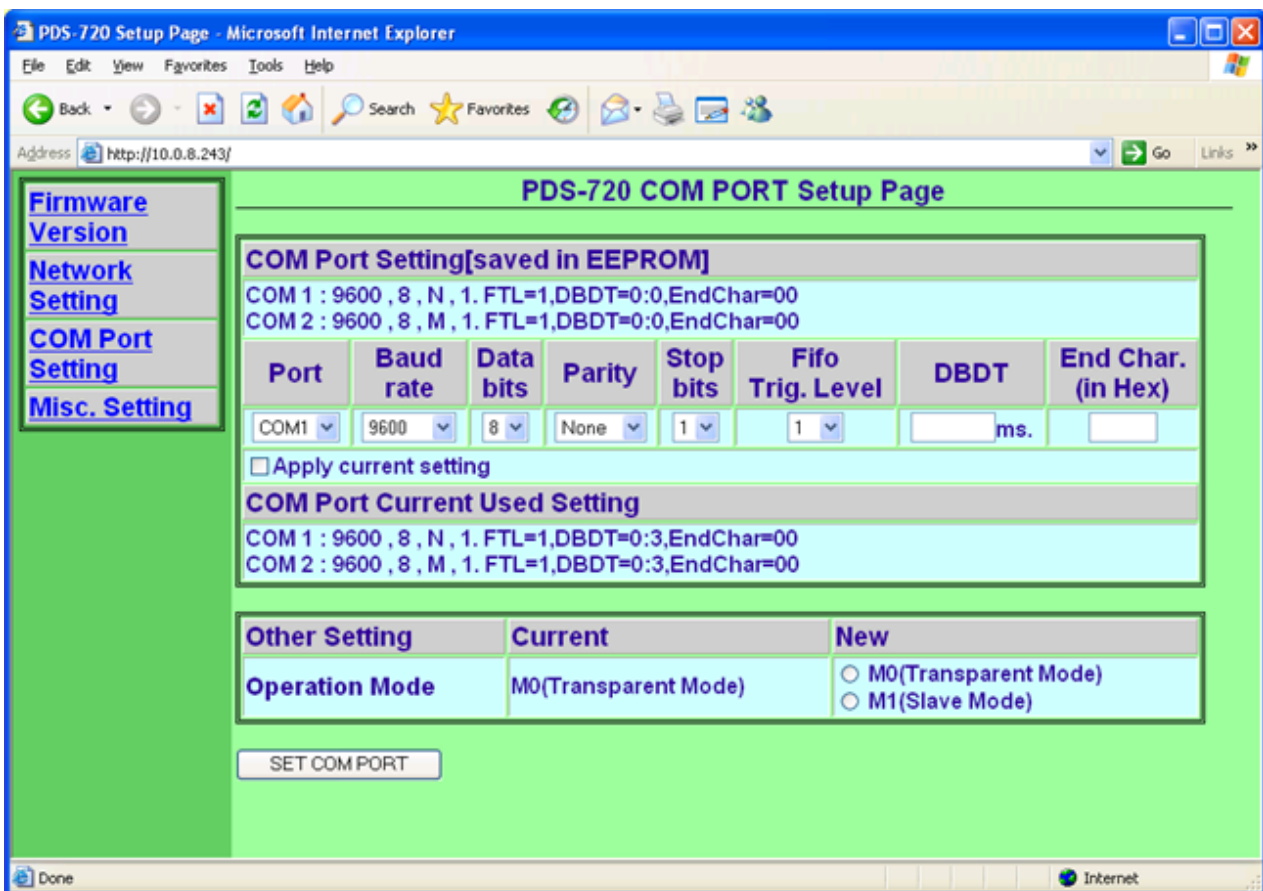 PDS-720 Setup Page - Microsoft Internet Explorer
File Edit View Favorites Tools Help
Back Search Favorites
Address http://10.0.8.243/ Go Links »
Firmware
Version
Network
Setting
COM Port
Setting
Misc. Setting
PDS-720 COM PORT Setup Page
COM Port Setting[saved in EEPROM]
COM 1 : 9600 , 8 , N , 1. FTL=1,DBDT=0:0,EndChar=00
COM 2 : 9600 , 8 , M , 1. FTL=1,DBDT=0:0,EndChar=00
Port Baud rate Data bits Parity Stop bits Fifo Trig. Level DBDT End Char. (in Hex)
COM1 9600 8 None 1 1 ms.
Apply current setting
COM Port Current Used Setting
COM 1 : 9600 , 8 , N , 1. FTL=1,DBDT=0:3,EndChar=00
COM 2 : 9600 , 8 , M , 1. FTL=1,DBDT=0:3,EndChar=00
Other Setting Current New
Operation Mode M0(Transparent Mode) M0(Transparent Mode)
M1(Slave Mode)
SET COM PORT
Done Internet